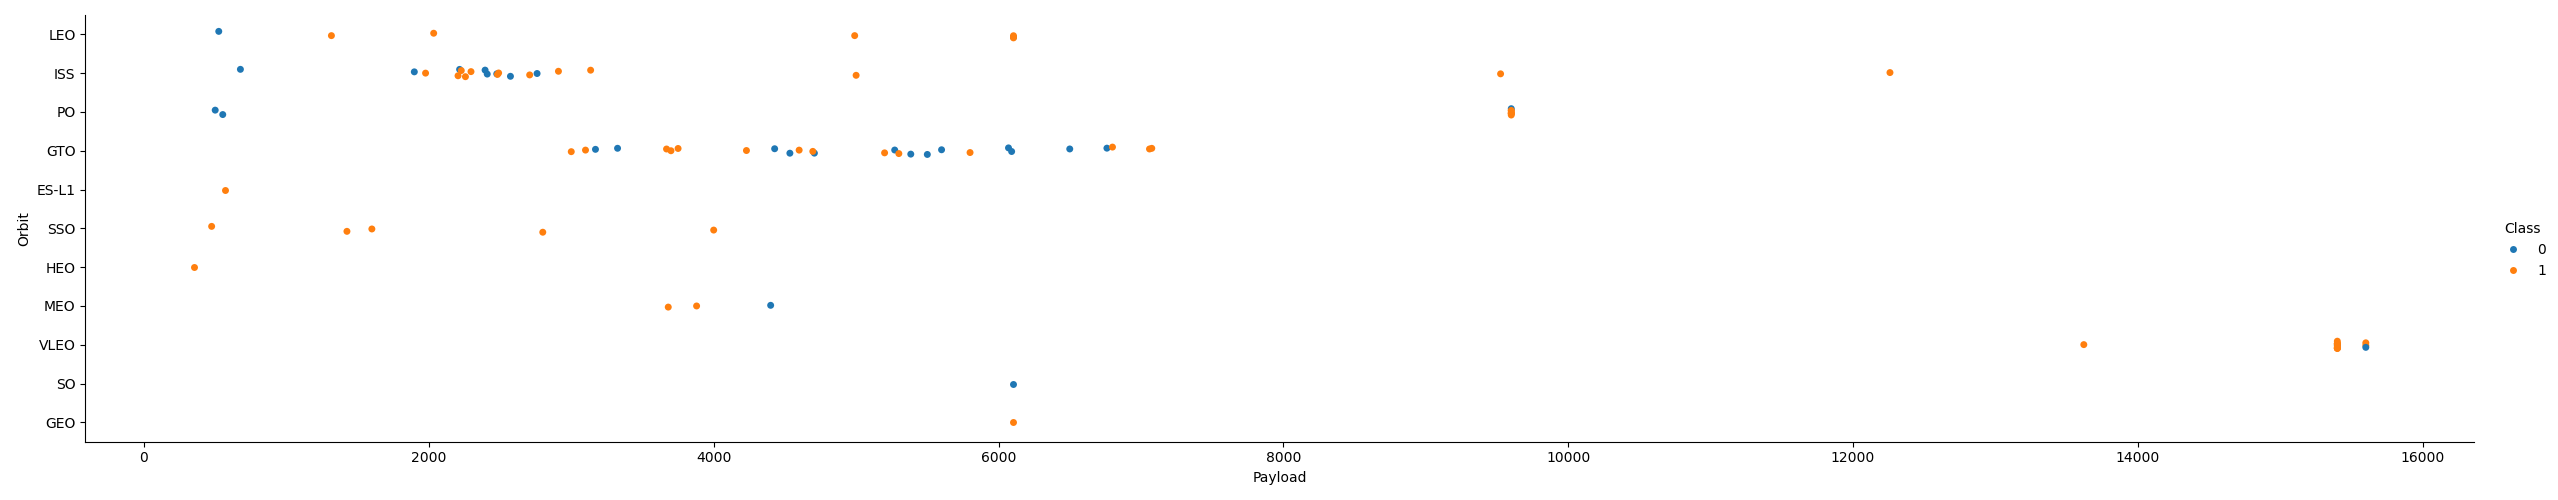 LEO
ISS
PO
GTO
ES-L1
SSO
HEO
MEO
VLEO
SO
GEO
Orbit
0 2000 4000 6000 8000 10000 12000 14000 16000
Payload
Class
0
1